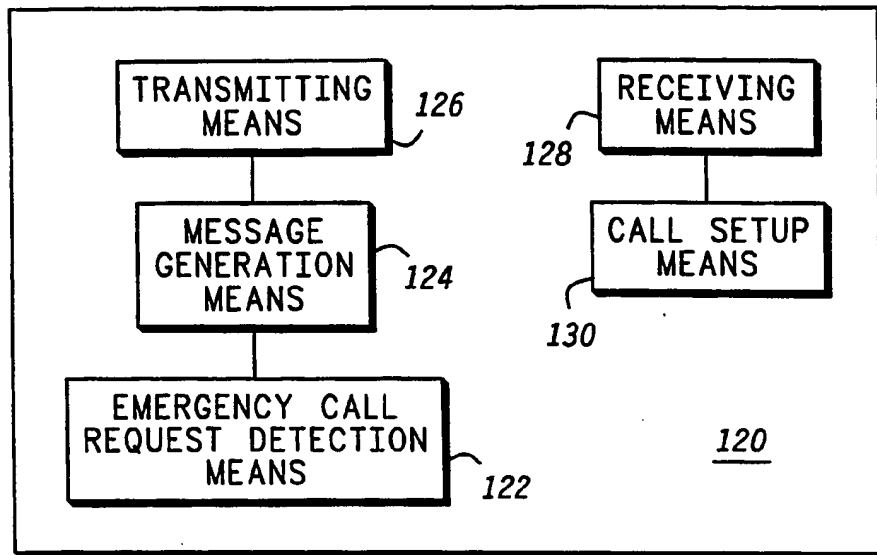 TRANSMITTING
MEANS
126
RECEIVING
MEANS
128
MESSAGE
GENERATION
MEANS
124
CALL SETUP
MEANS
130
EMERGENCY CALL
REQUEST DETECTION
MEANS
122
120